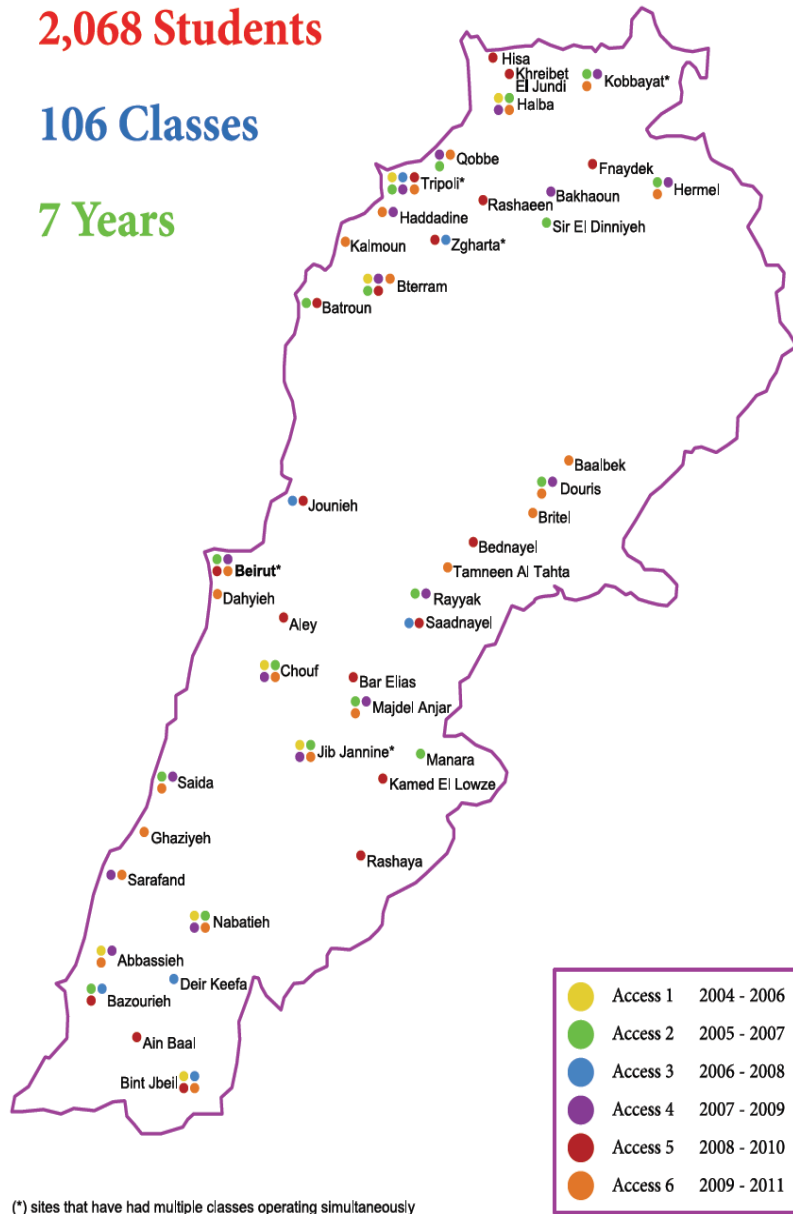 2,068 Students
106 Classes
7 Years
Hisa
Khreibet
El Jundi
Halba
Kobbayat*
Qobbe
Tripoli*
Fnaydek
Hermel
Bakhaoun
Rashaeen
Haddadine
Sir El Dinniyeh
Kalmoun
Zgharta*
Bterram
Batroun
Baalbek
Douris
Jounieh
Britel
Bednayel
Beirut*
Tamneen Al Tahta
Dahyieh
Rayyak
Aley
Saadnayel
Chouf
Bar Elias
Majdel Anjar
Jib Jannine*
Manara
Saida
Kamed El Lowze
Ghaziyeh
Rashaya
Sarafand
Nabatieh
Abbassieh
Deir Keefa
Bazourieh
Ain Baal
Bint Jbeil
Access 1 2004 - 2006
Access 2 2005 - 2007
Access 3 2006 - 2008
Access 4 2007 - 2009
Access 5 2008 - 2010
Access 6 2009 - 2011
(*) sites that have had multiple classes operating simultaneously